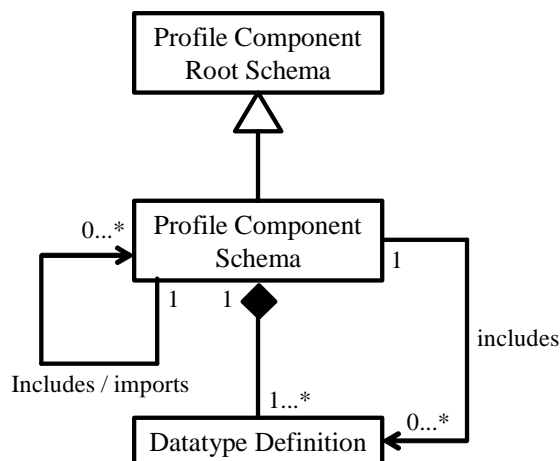 Profile Component
Root Schema
0...*
Profile Component
Schema
1
1
1
includes
Includes / imports
1...*
0...*
Datatype Definition